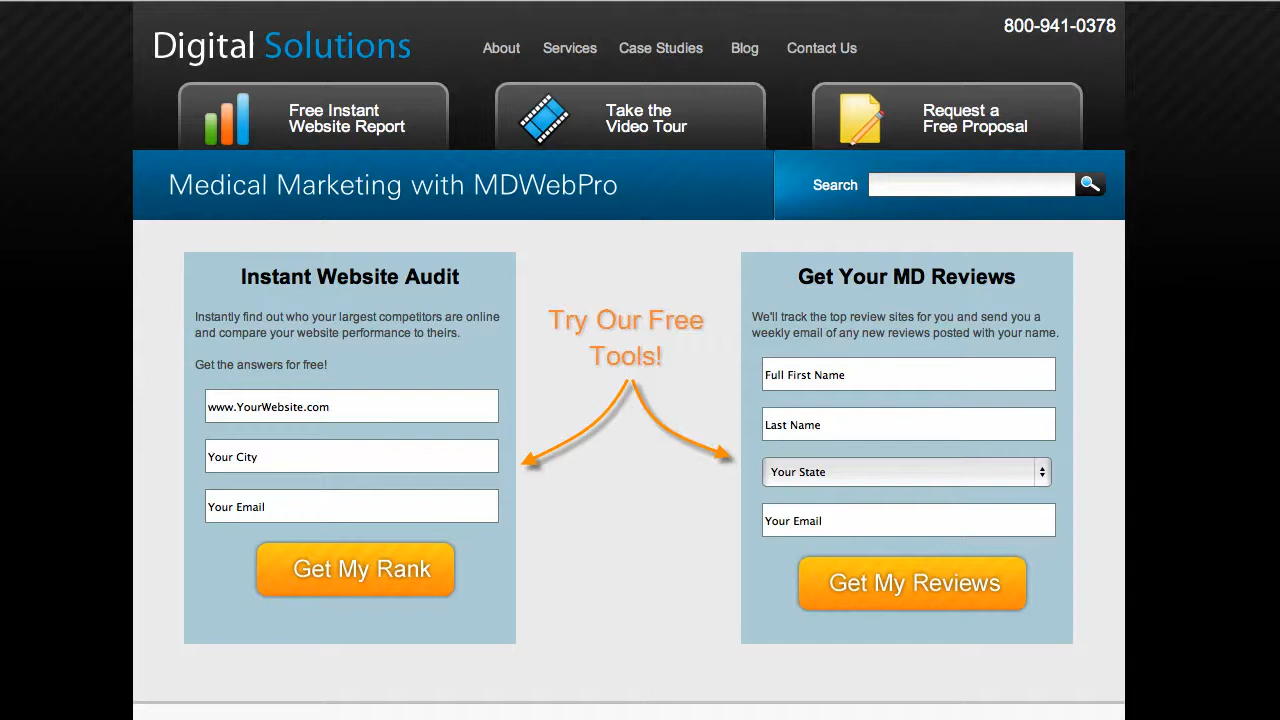 800-941-0378
Digital Solutions
About Services Case Studies Blog Contact Us
Free Instant
Website Report
Take the
Video Tour
Request a
Free Proposal
Medical Marketing with MDWebPro
Search
Instant Website Audit
Instantly find out who your largest competitors are online
and compare your website performance to theirs.
Get the answers for free!
www.YourWebsite.com
Your City
Your Email
Get My Rank
Try Our Free
Tools!
Get Your MD Reviews
We'll track the top review sites for you and send you a
weekly email of any new reviews posted with your name.
Full First Name
Last Name
Your State
Your Email
Get My Reviews